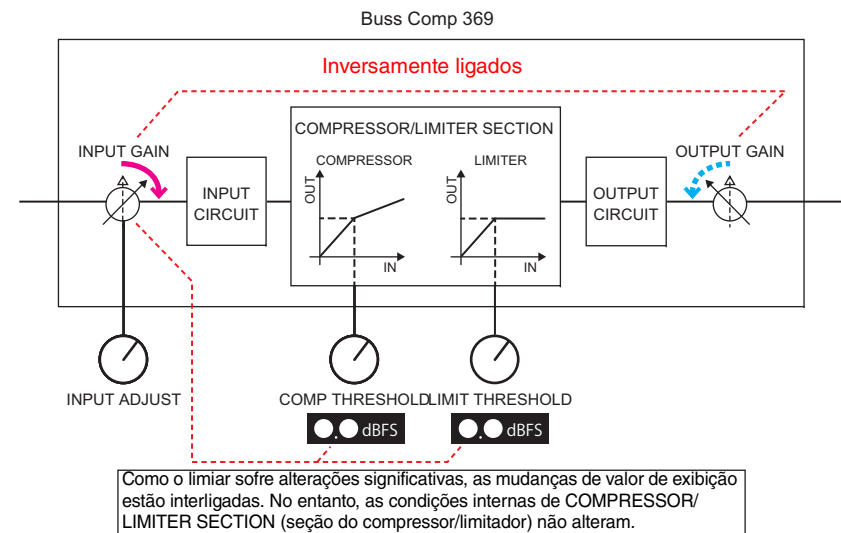 Buss Comp 369
Inversamente ligados
COMPRESSOR/LIMITER SECTION
INPUT GAIN
OUTPUT GAIN
COMPRESSOR
LIMITER
OUT
OUT
INPUT
CIRCUIT
OUTPUT
CIRCUIT
IN
IN
INPUT ADJUST
COMP THRESHOLD
LIMIT THRESHOLD
●.● dBFS
●.● dBFS
Como o limiar sofre alterações significativas, as mudanças de valor de exibição
estão interligadas. No entanto, as condições internas de COMPRESSOR/
LIMITER SECTION (seção do compressor/limitador) não alteram.